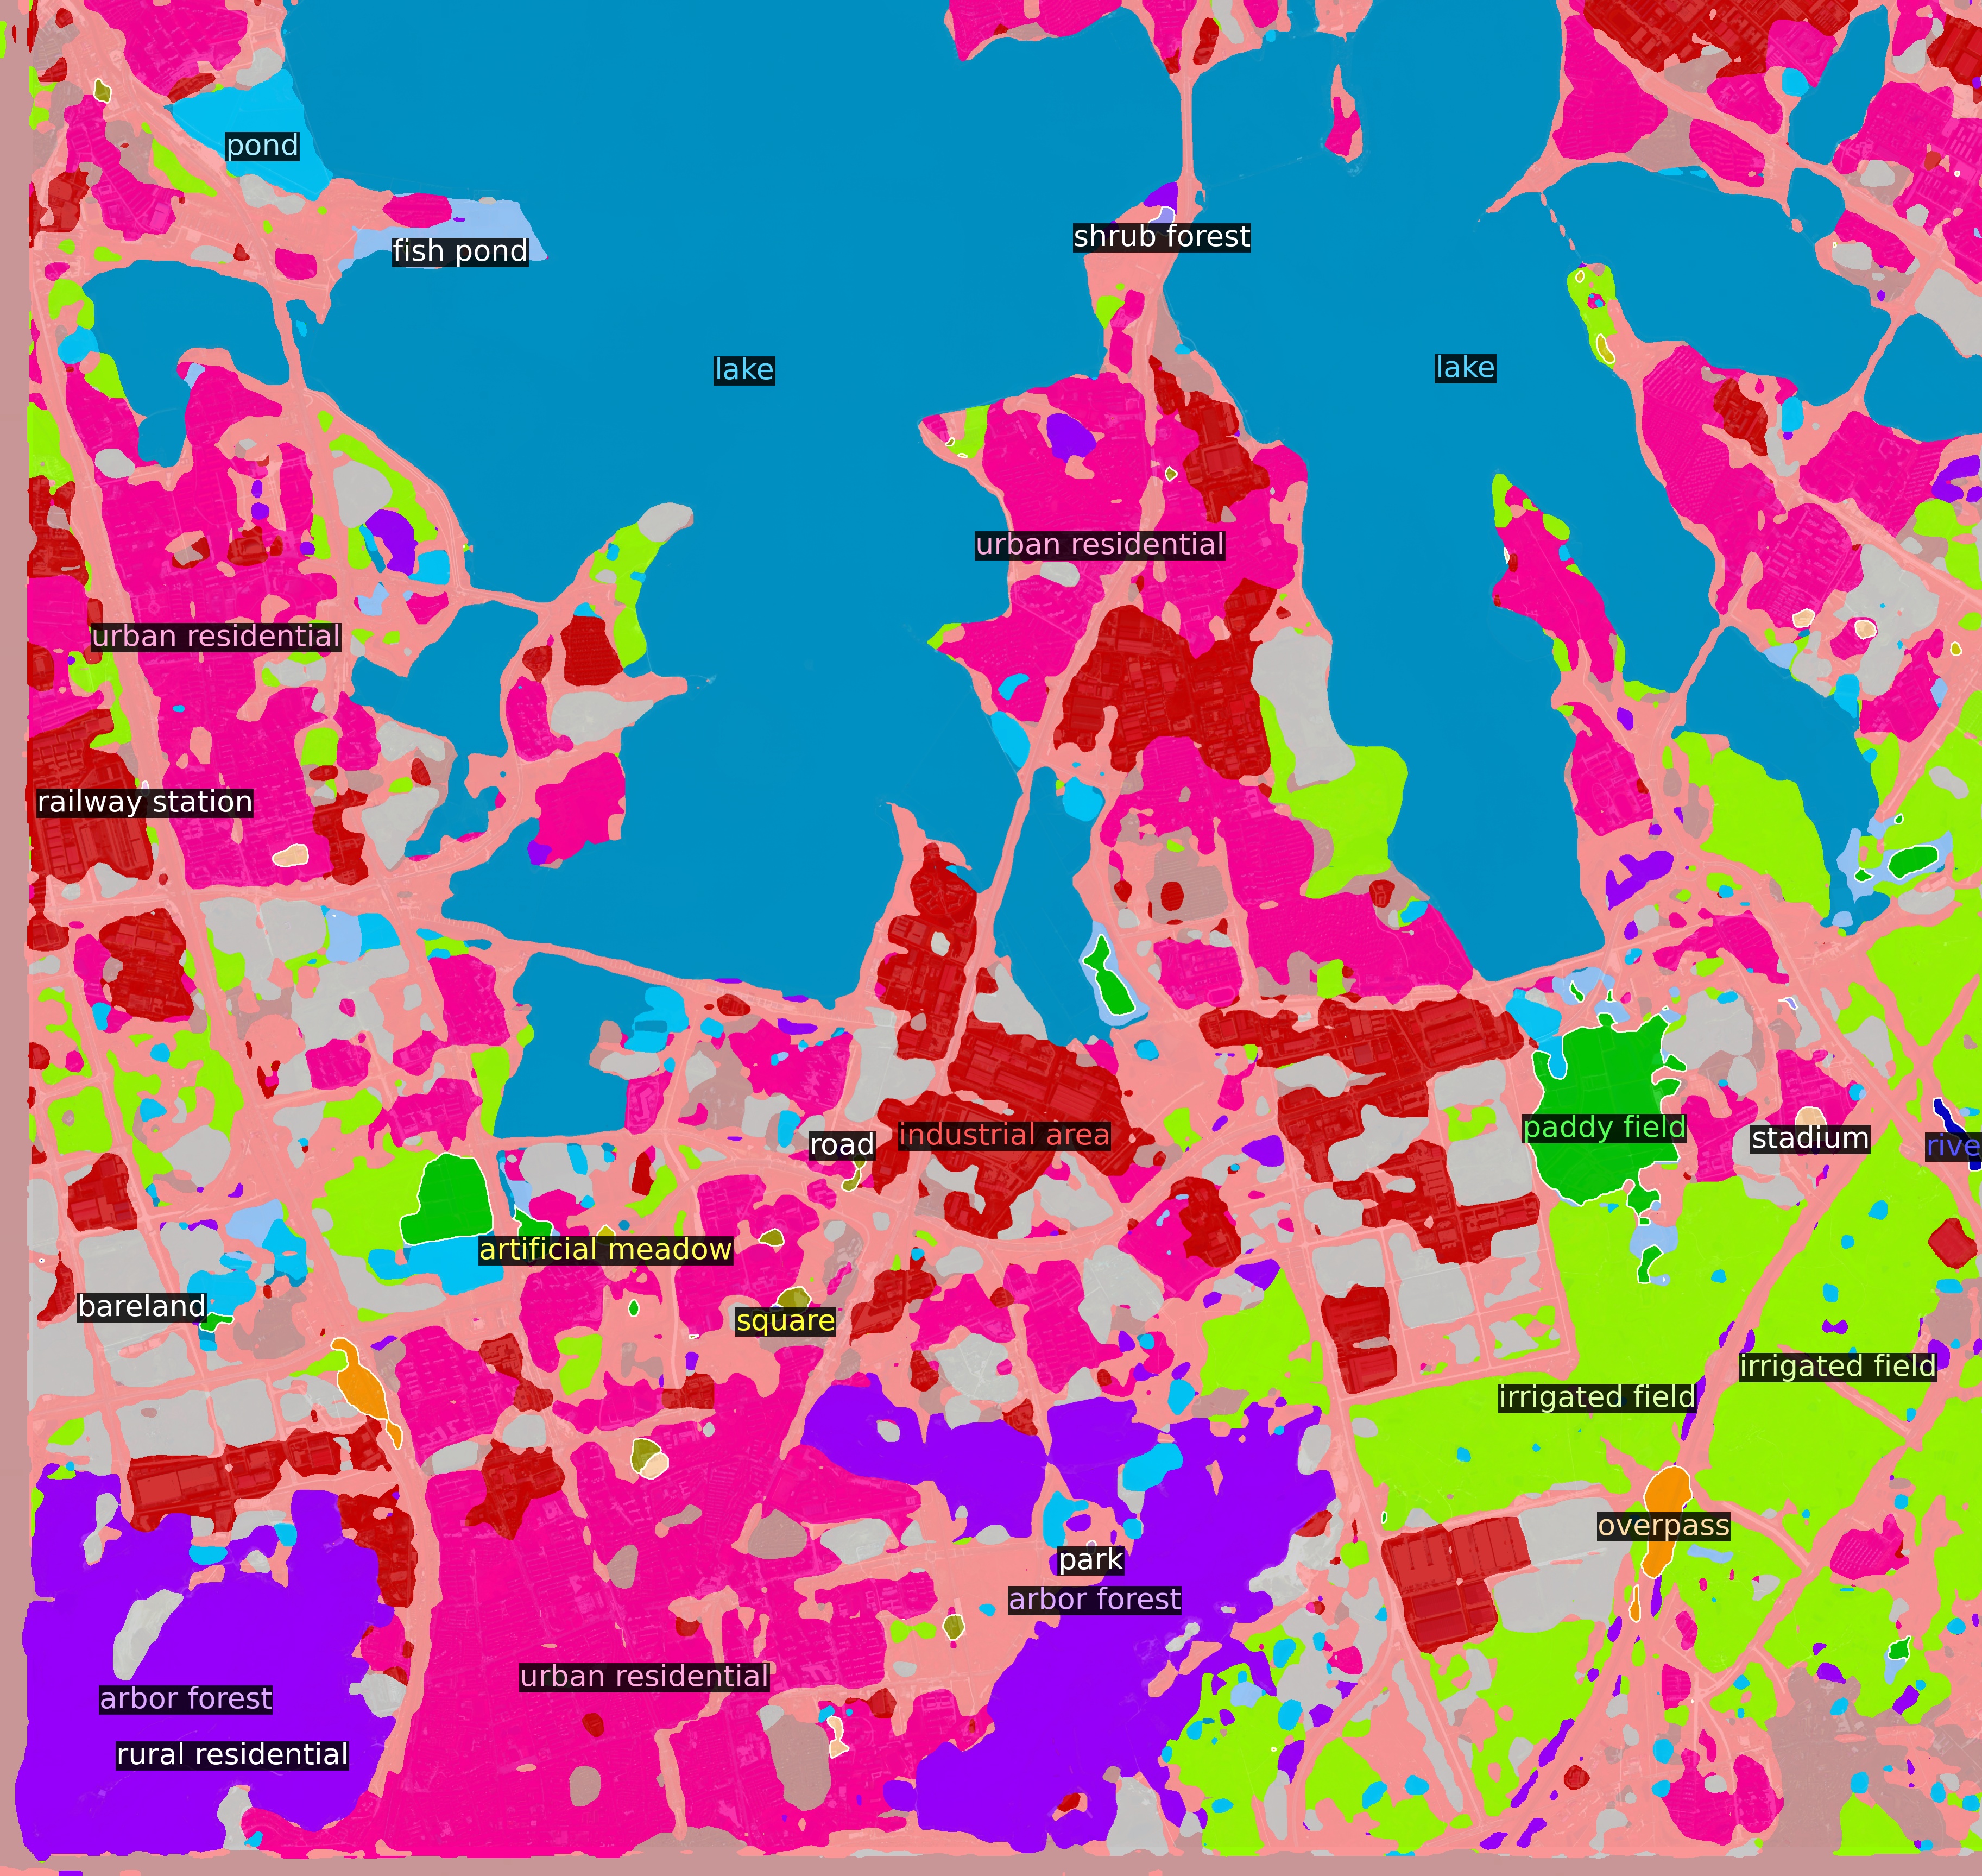 pond
fish pond
shrub forest
lake
lake
urban residential
urban residential
railway station
road
industrial area
paddy field
stadium
rive
artificial meadow
bareland
square
irrigated field
irrigated field
overpass
park
arbor forest
urban residential
arbor forest
rural residential